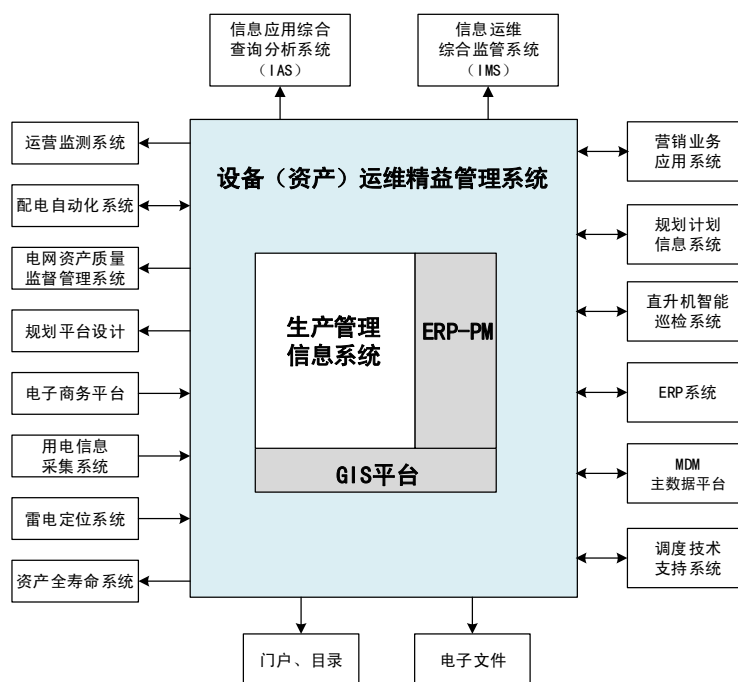 信息应用综合
查询分析系统
（IAS）
信息运维
综合监管系统
（IMS）
运营监测系统
配电自动化系统
电网资产质量
监督管理系统
规划平台设计
电子商务平台
用电信息
采集系统
雷电定位系统
资产全寿命系统
设备（资产）运维精益管理系统
生产管理
信息系统
ERP-PM
GIS平台
营销业务
应用系统
规划计划
信息系统
直升机智能
巡检系统
ERP系统
MDM
主数据平台
调度技术
支持系统
门户、目录
电子文件